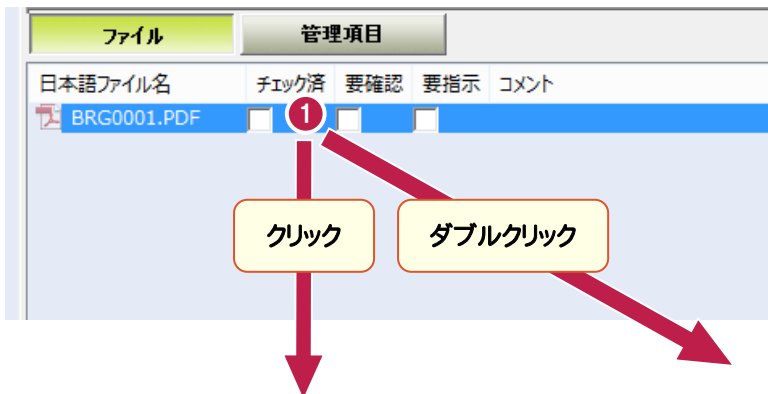 ファイル 管理項目
日本語ファイル名 チェック済 要確認 要指示 コメント
BRG0001.PDF
1
クリック ダブルクリック